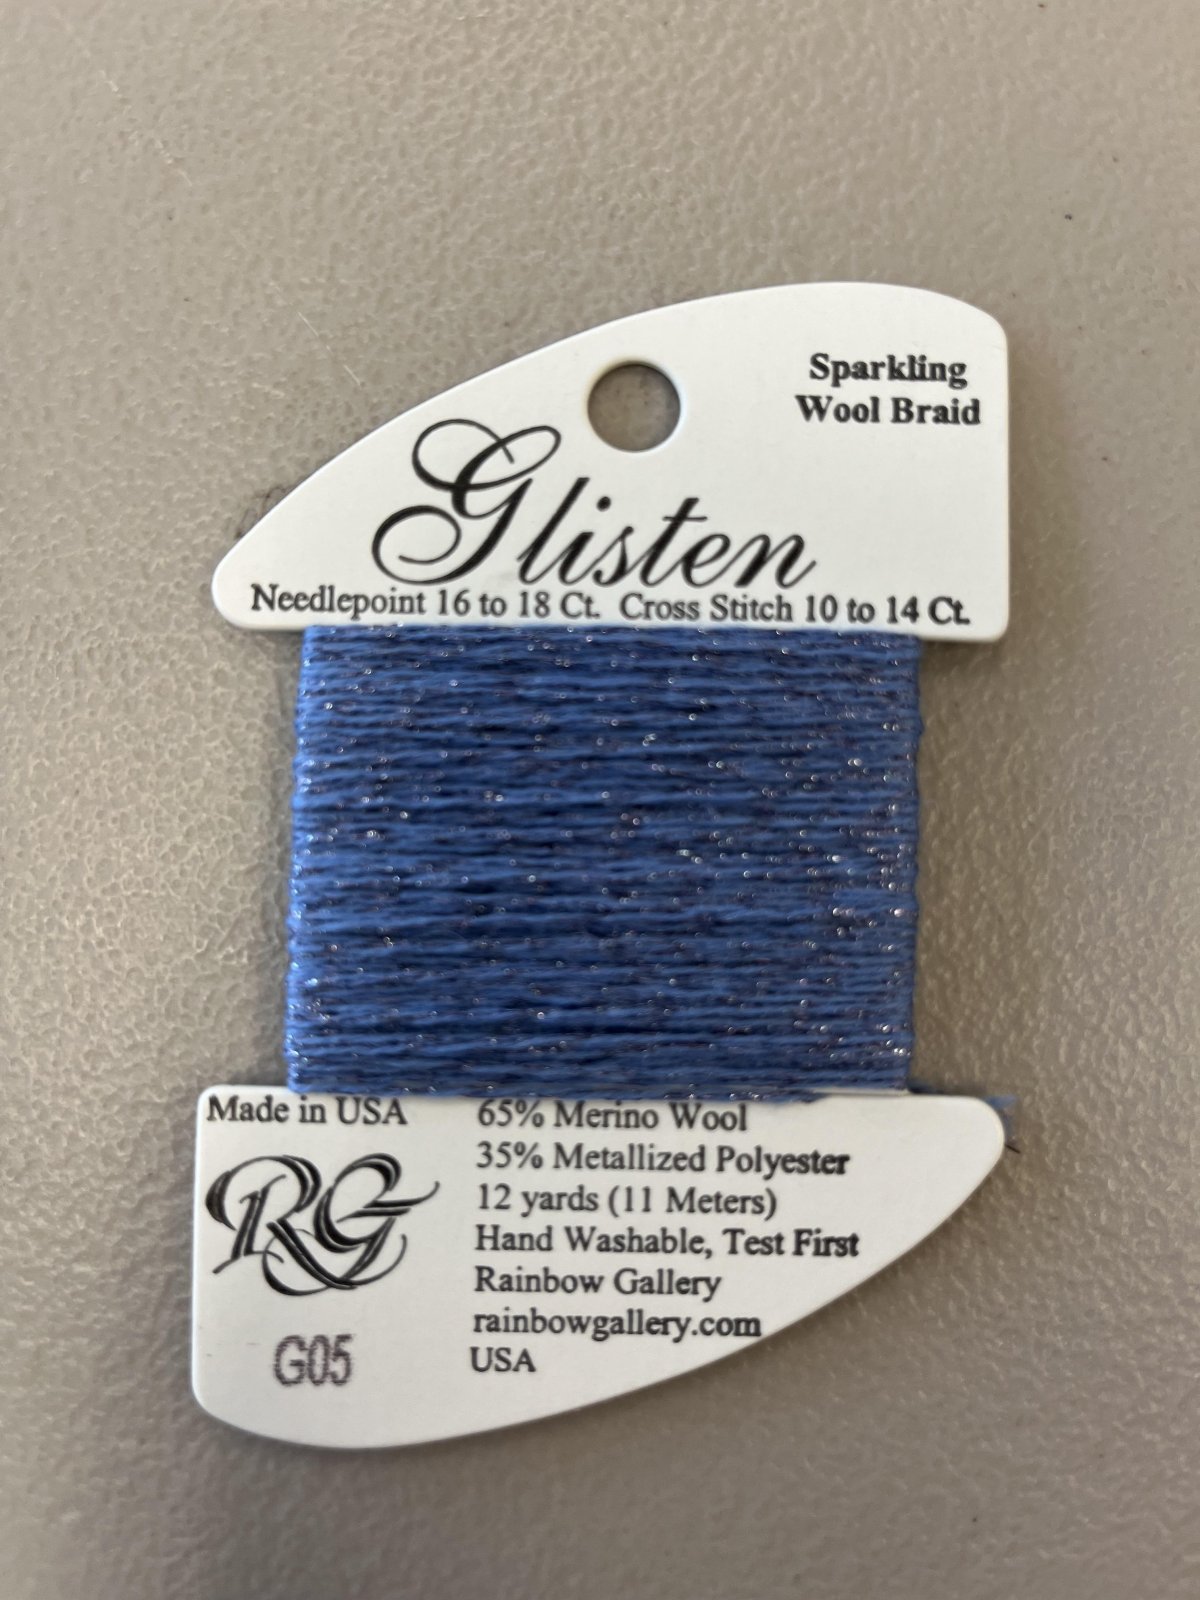 Sparkling
Wool Braid
Glisten
Needlepoint 16 to 18 Ct. Cross Stitch 10 to 14 Ct.
Made in USA
RG
G05
65% Merino Wool
35% Metallized Polyester
12 yards (11 Meters)
Hand Washable, Test First
Rainbow Gallery
rainbowgallery.com
USA